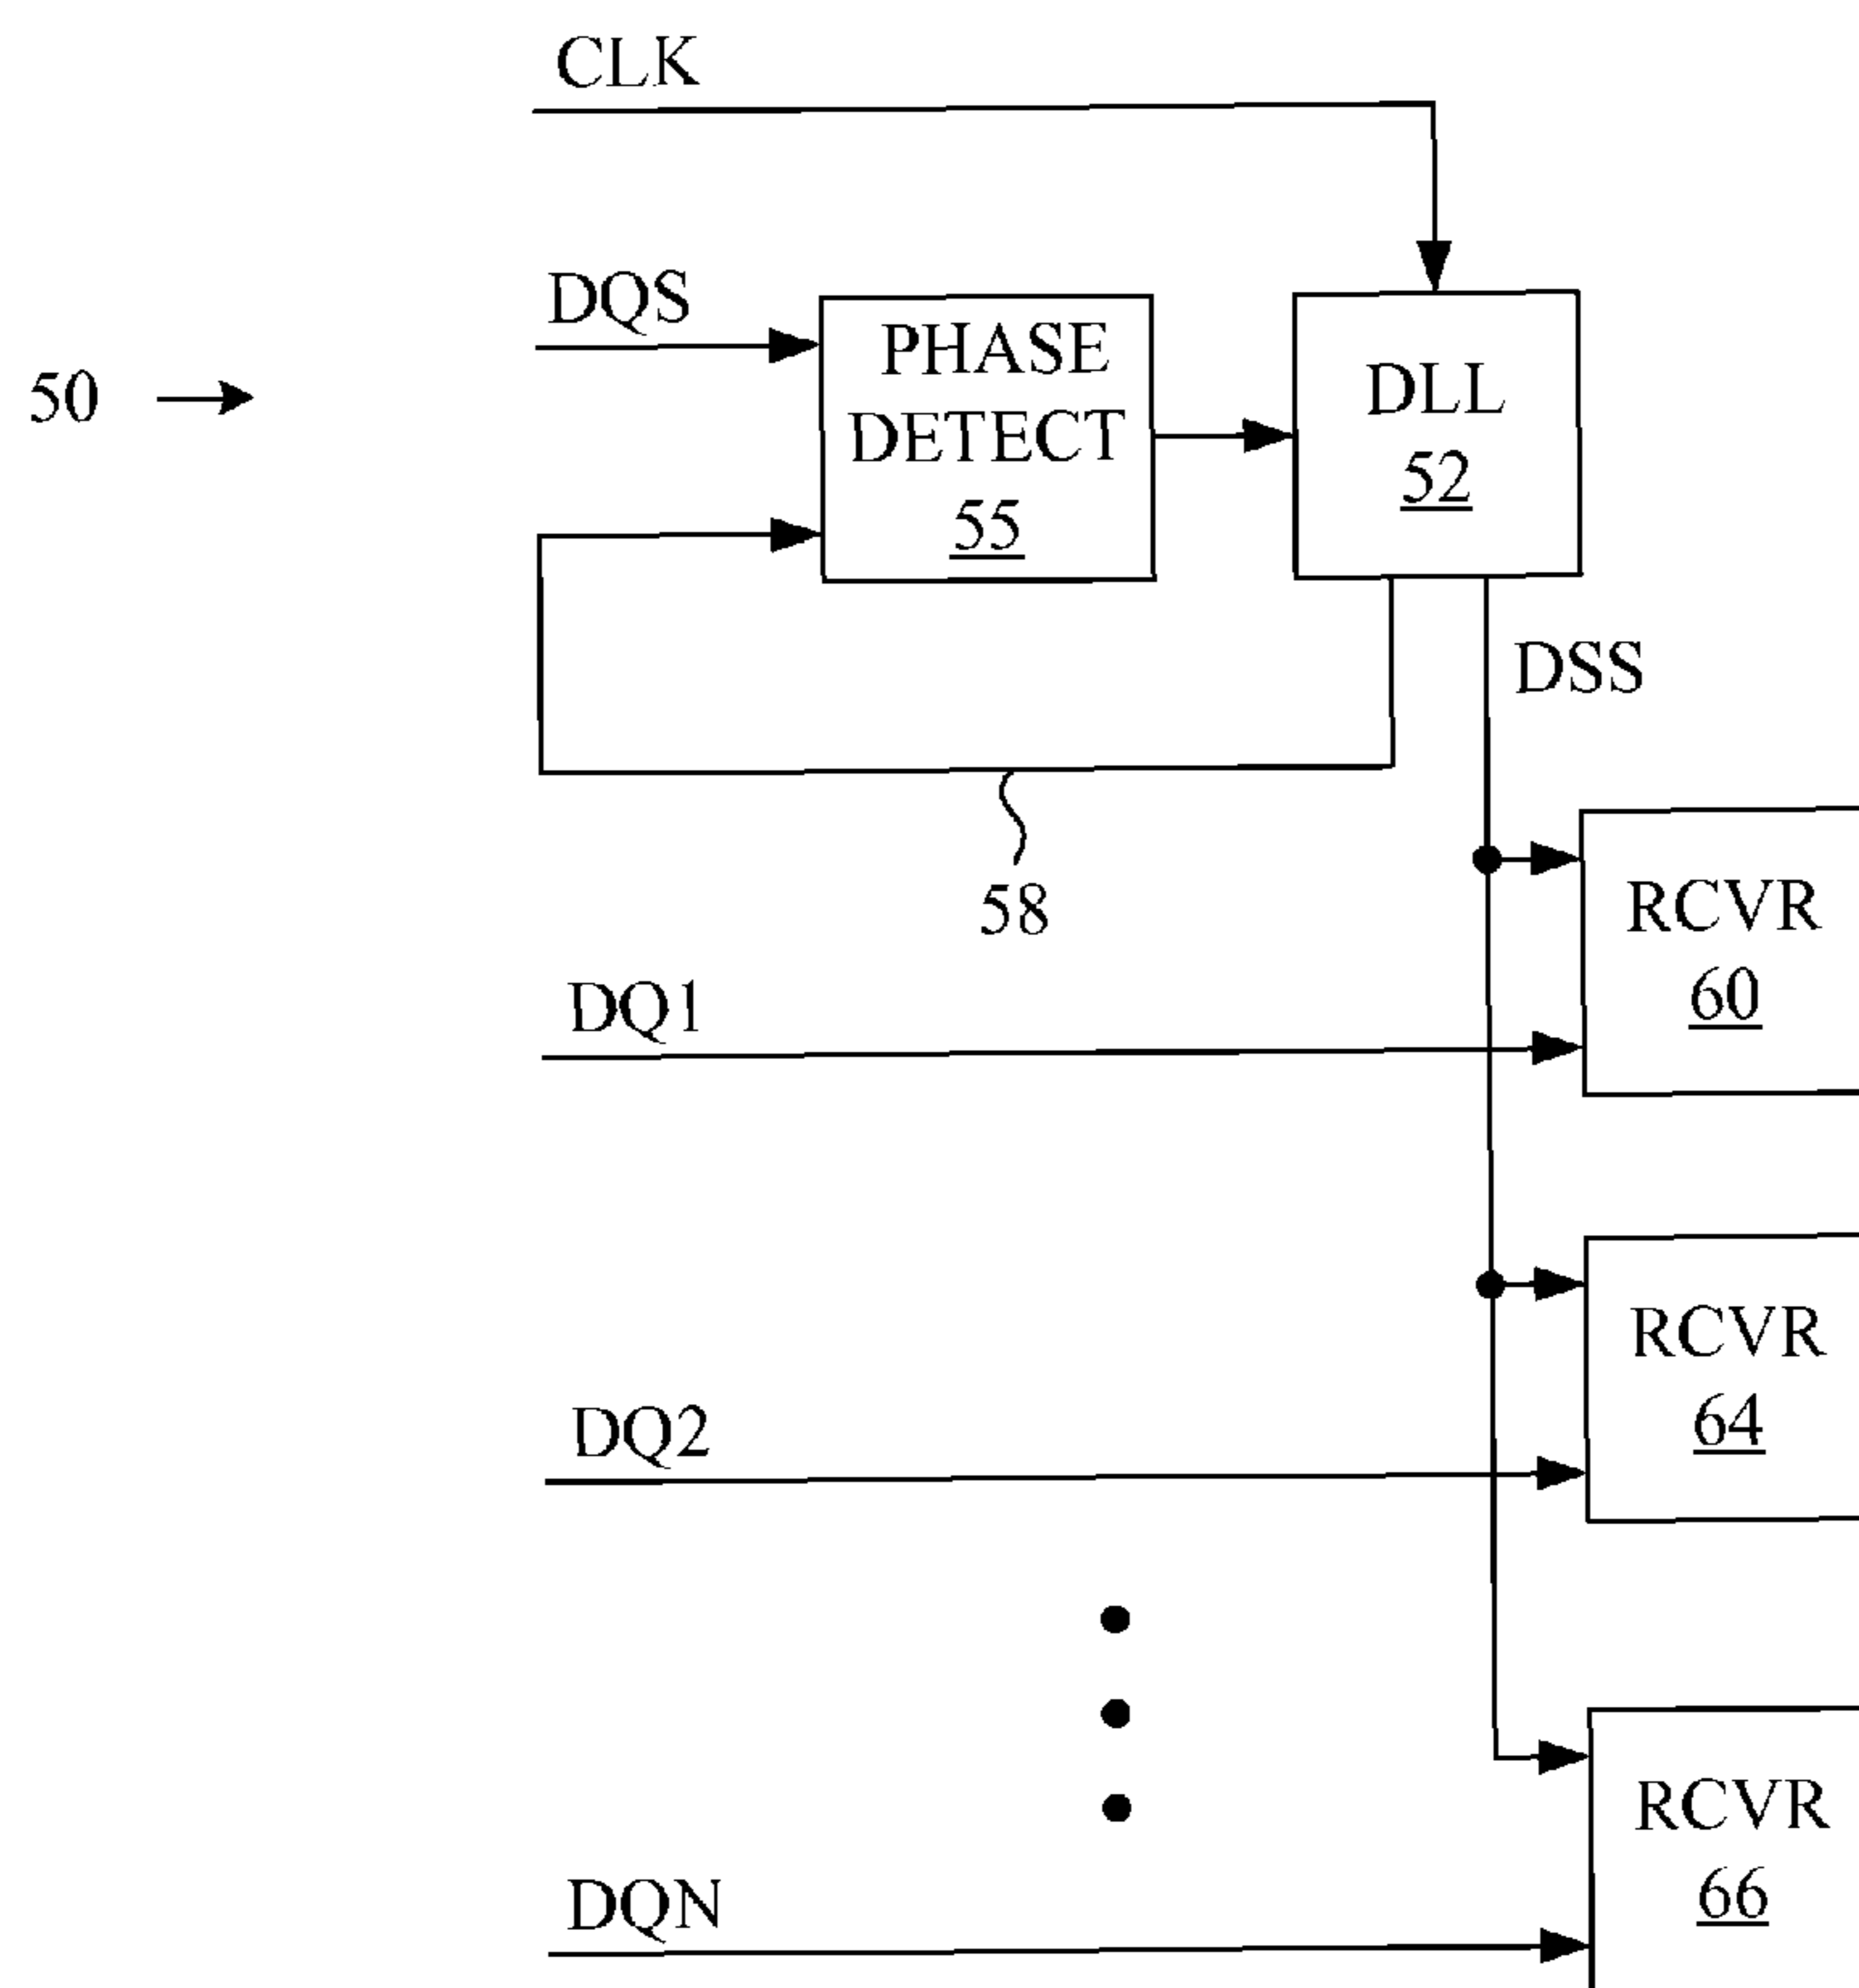 CLK
DQS
PHASE
DETECT
55
DLL
52
50
DSS
58
RCVR
60
DQ1
RCVR
64
DQ2
RCVR
66
DQN